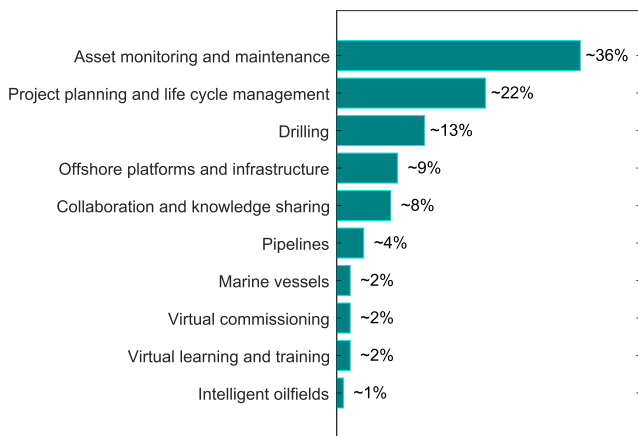 Asset monitoring and maintenance ~36%
Project planning and life cycle management ~22%
Drilling ~13%
Offshore platforms and infrastructure ~9%
Collaboration and knowledge sharing ~8%
Pipelines ~4%
Marine vessels ~2%
Virtual commissioning ~2%
Virtual learning and training ~2%
Intelligent oilfields ~1%